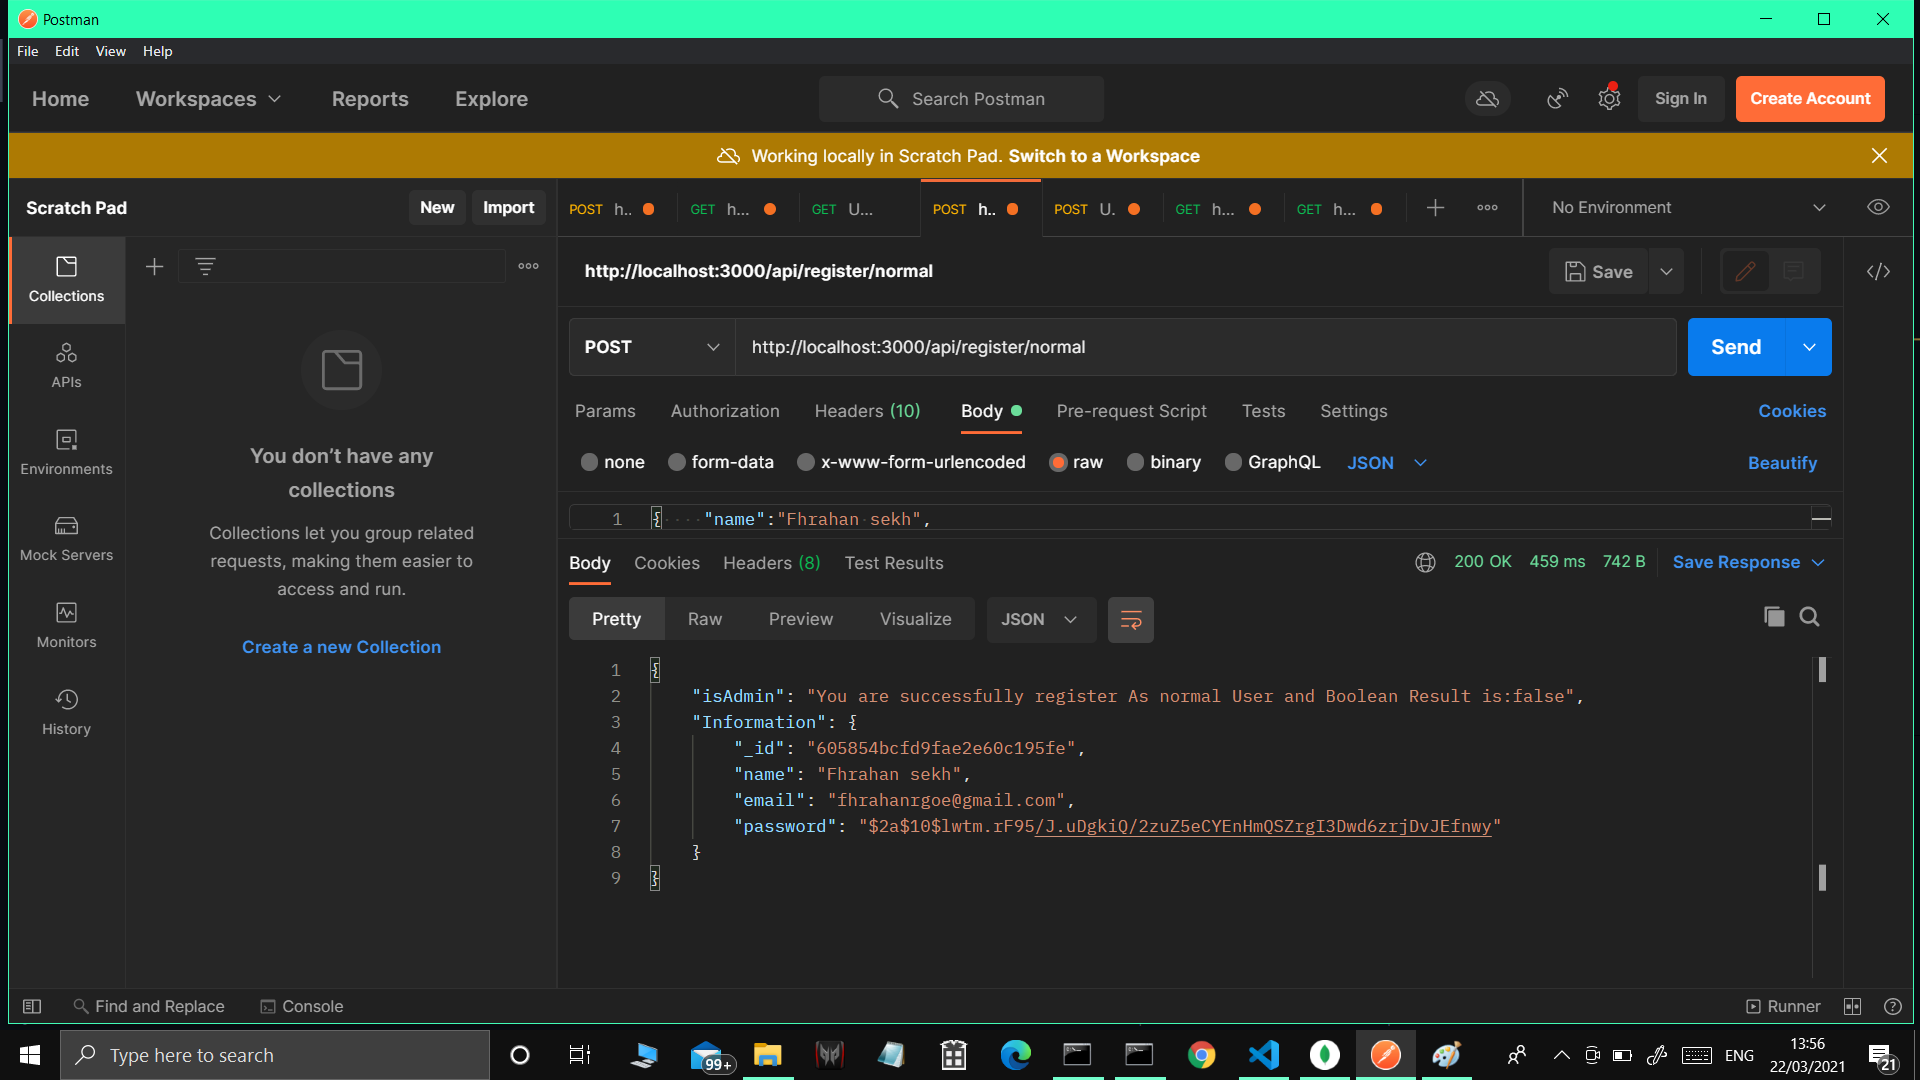 Postman
File Edit View Help
Home Workspaces Reports Explore Search Postman Sign In Create Account
Working locally in Scratch Pad. Switch to a Workspace
Scratch Pad New Import POST h.. GET h... GET U... POST h.. POST U. GET h... GET h... No Environment
Collections
http://localhost:3000/api/register/normal Save
APIs
POST http://localhost:3000/api/register/normal Send
Environments
Params Authorization Headers (10) Body Pre-request Script Tests Settings Cookies
none form-data x-www-form-urlencoded raw binary GraphQL JSON Beautify
You don't have any
collections
Collections let you group related
requests, making them easier to
access and run.
Create a new Collection
Mock Servers
Monitors
History
1 { "name":"Fhrahan sekh",
Body Cookies Headers (8) Test Results 200 OK 459 ms 742 B Save Response
Pretty Raw Preview Visualize JSON
1 {
2 "isAdmin": "You are successfully register As normal User and Boolean Result is:false",
3 "Information": {
4 "_id": "605854bcfd9fae2e60c195fe",
5 "name": "Fhrahan sekh",
6 "email": "fhrahanrgoe@gmail.com",
7 "password": "$2a$10$lwtm.rF95/J.uDgkiQ/2zuZ5eCYEnHmQSZrgI3Dwd6zrjDvJEfnwy"
8 }
9 }
Find and Replace Console Runner
Type here to search 99+ ENG 13:56
22/03/2021 21